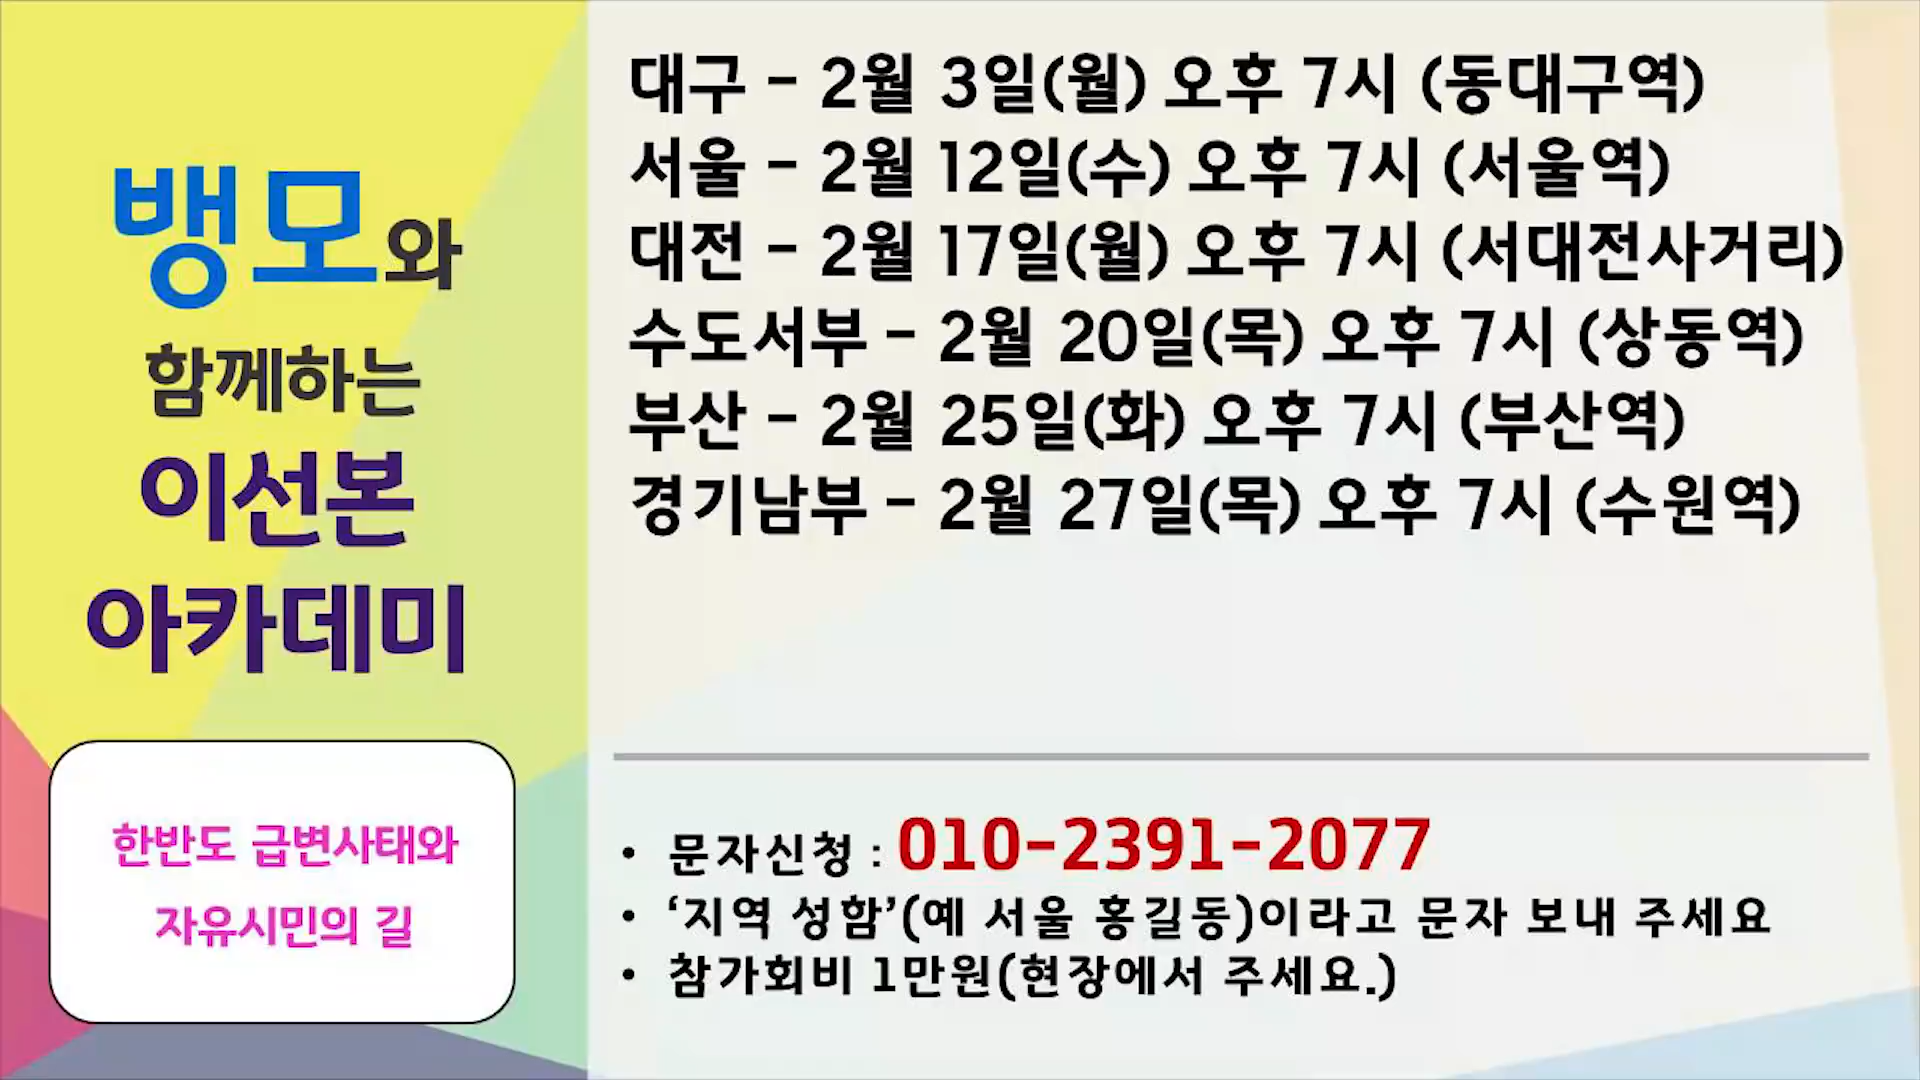 뱅모와
함께하는
이선본
아카데미
한반도 급변사태와
자유시민의 길
대구 - 2월 3일(월) 오후 7시 (동대구역)
서울 - 2월 12일(수) 오후 7시 (서울역)
대전 - 2월 17일(월) 오후 7시 (서대전사거리)
수도서부 - 2월 20일(목) 오후 7시 (상동역)
부산 - 2월 25일(화) 오후 7시 (부산역)
경기남부 - 2월 27일(목) 오후 7시 (수원역)
• 문자신청 : 010-2391-2077
• ‘지역 성함’(예 서울 홍길동)이라고 문자 보내 주세요
• 참가회비 1만원(현장에서 주세요.)